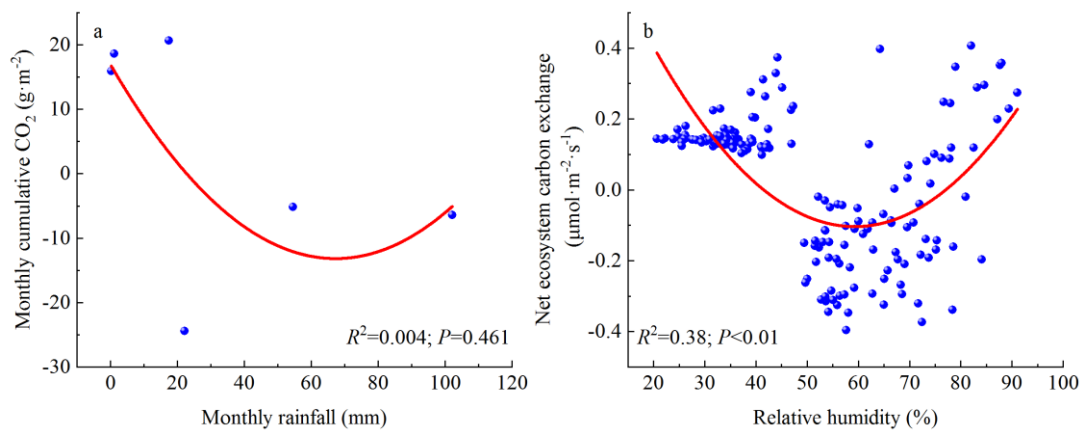 a
Monthly cumulative CO₂ (g·m⁻²)
20
10
0
-10
-20
-30
R²=0.004; P=0.461
0 20 40 60 80 100 120
Monthly rainfall (mm)
b
Net ecosystem carbon exchange
(μmol·m⁻²·s⁻¹)
0.4
0.2
0.0
-0.2
-0.4
R²=0.38; P<0.01
20 30 40 50 60 70 80 90 100
Relative humidity (%)